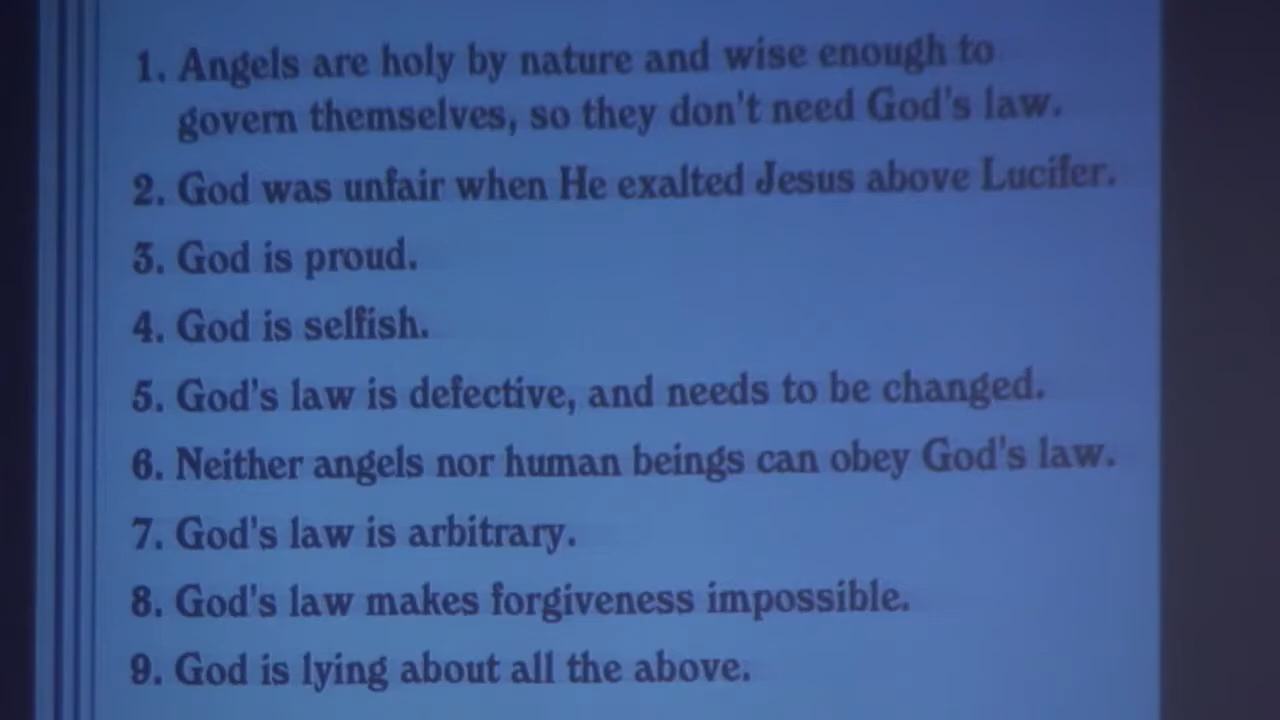 1. Angels are holy by nature and wise enough to
govern themselves, so they don't need God's law.
2. God was unfair when He exalted Jesus above Lucifer.
3. God is proud.
4. God is selfish.
5. God's law is defective, and needs to be changed.
6. Neither angels nor human beings can obey God's law.
7. God's law is arbitrary.
8. God's law makes forgiveness impossible.
9. God is lying about all the above.